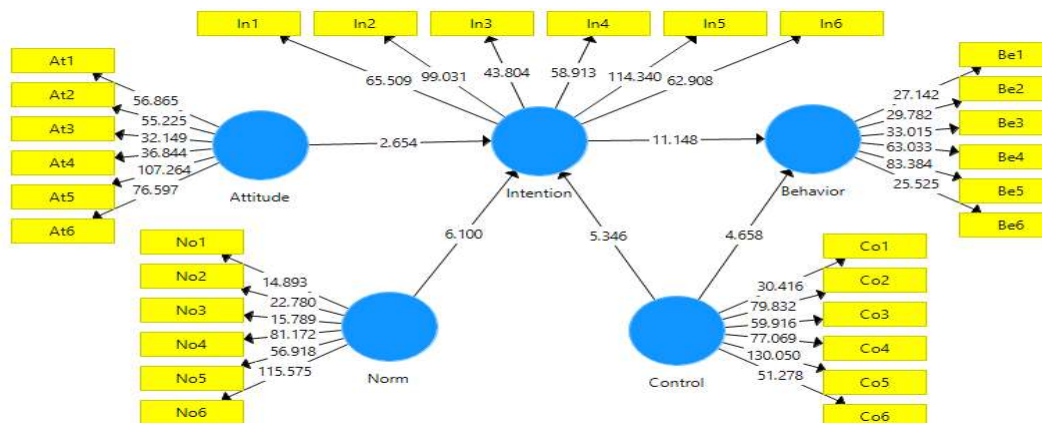 In1 In2 In3 In4 In5 In6
65.509 99.031 43.804 58.913 114.340 62.908
At1
At2
At3
At4
At5
At6
56.865
55.225
32.149
36.844
107.264
76.597
Attitude
2.654
Intention
11.148
Behavior
27.142
29.782
33.015
63.033
83.384
25.525
Be1
Be2
Be3
Be4
Be5
Be6
6.100
5.346
4.658
No1
No2
No3
No4
No5
No6
14.893
22.780
15.789
81.172
56.918
115.575
Norm
Control
30.416
79.832
59.916
77.069
130.050
51.278
Co1
Co2
Co3
Co4
Co5
Co6